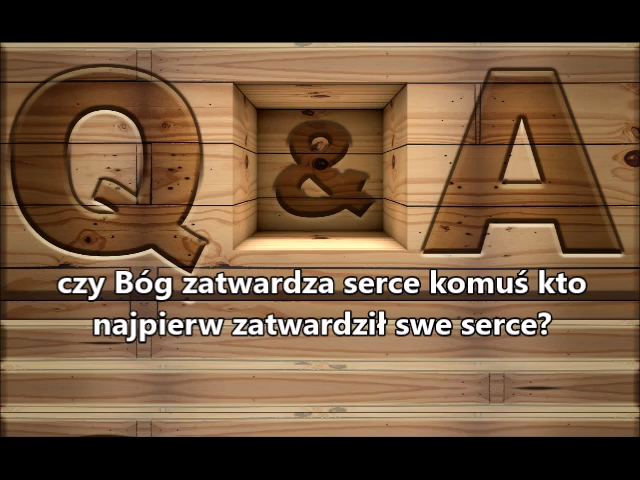 Q & A
czy Bóg zatwardza serce komuś kto
najpierw zatwardził swe serce?